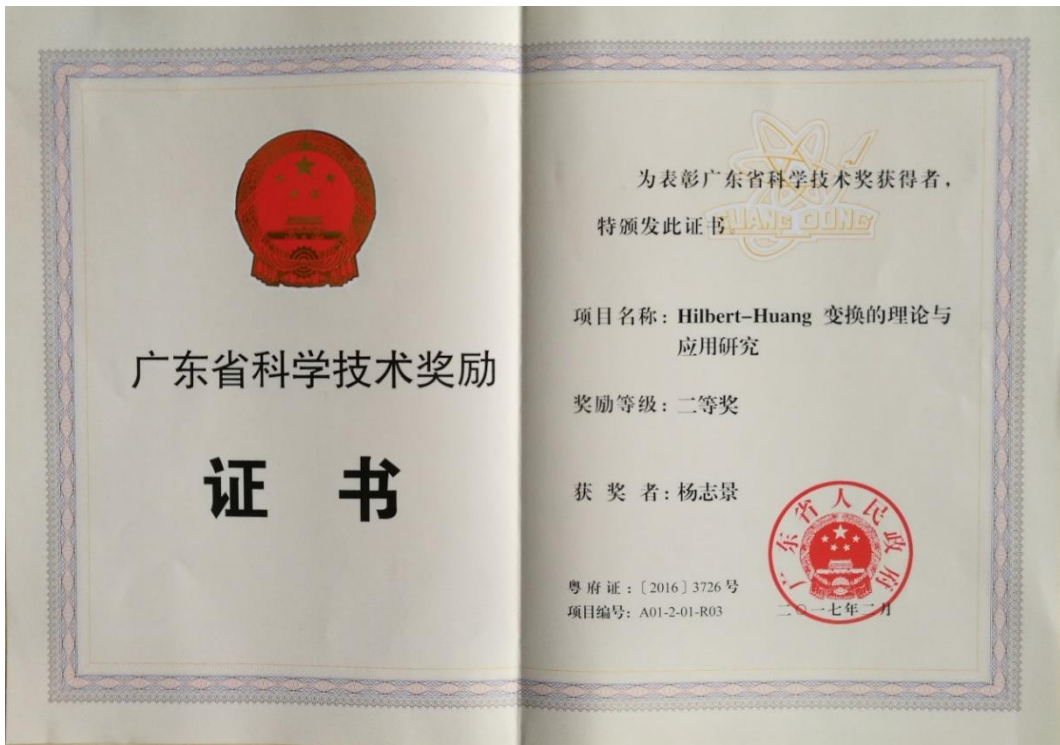 广东省科学技术奖励
证 书
为表彰广东省科学技术奖获得者，
特颁发此证书。
GUANG DONG
项目名称：Hilbert-Huang 变换的理论与
应用研究
奖励等级：二等奖
获 奖 者：杨志景
广东省人民政府
粤 府 证 ：〔2016〕3726 号
项目编号：A01-2-01-R03
二〇一七年二月